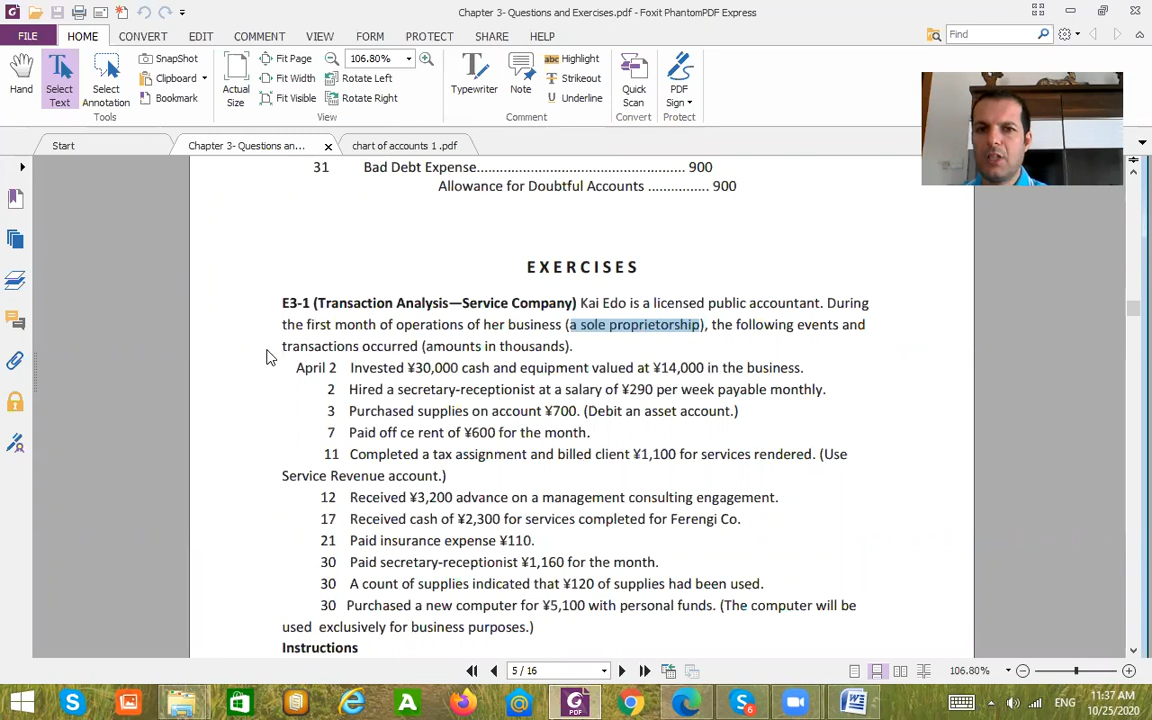 Chapter 3- Questions and Exercises.pdf - Foxit PhantomPDF Express
FILE
HOME
CONVERT
EDIT
COMMENT
VIEW
FORM
PROTECT
SHARE
HELP
Find
Hand
Select
Text
Select
Annotation
SnapShot
Clipboard
Bookmark
Tools
Actual
Size
Fit Page
Fit Width
Fit Visible
106.80%
Rotate Left
Rotate Right
View
Typewriter
Note
Highlight
Strikeout
Underline
Comment
Quick
Scan
Convert
PDF
Sign
Protect
Start
Chapter 3- Questions an...
chart of accounts 1 .pdf
31 Bad Debt Expense....................................................... 900
Allowance for Doubtful Accounts ................ 900
EXERCISES
E3-1 (Transaction Analysis—Service Company) Kai Edo is a licensed public accountant. During
the first month of operations of her business (a sole proprietorship), the following events and
transactions occurred (amounts in thousands).
April 2 Invested ¥30,000 cash and equipment valued at ¥14,000 in the business.
2 Hired a secretary-receptionist at a salary of ¥290 per week payable monthly.
3 Purchased supplies on account ¥700. (Debit an asset account.)
7 Paid off ce rent of ¥600 for the month.
11 Completed a tax assignment and billed client ¥1,100 for services rendered. (Use
Service Revenue account.)
12 Received ¥3,200 advance on a management consulting engagement.
17 Received cash of ¥2,300 for services completed for Ferengi Co.
21 Paid insurance expense ¥110.
30 Paid secretary-receptionist ¥1,160 for the month.
30 A count of supplies indicated that ¥120 of supplies had been used.
30 Purchased a new computer for ¥5,100 with personal funds. (The computer will be
used exclusively for business purposes.)
Instructions
5 / 16
106.80%
ENG
11:37 AM
10/25/2020